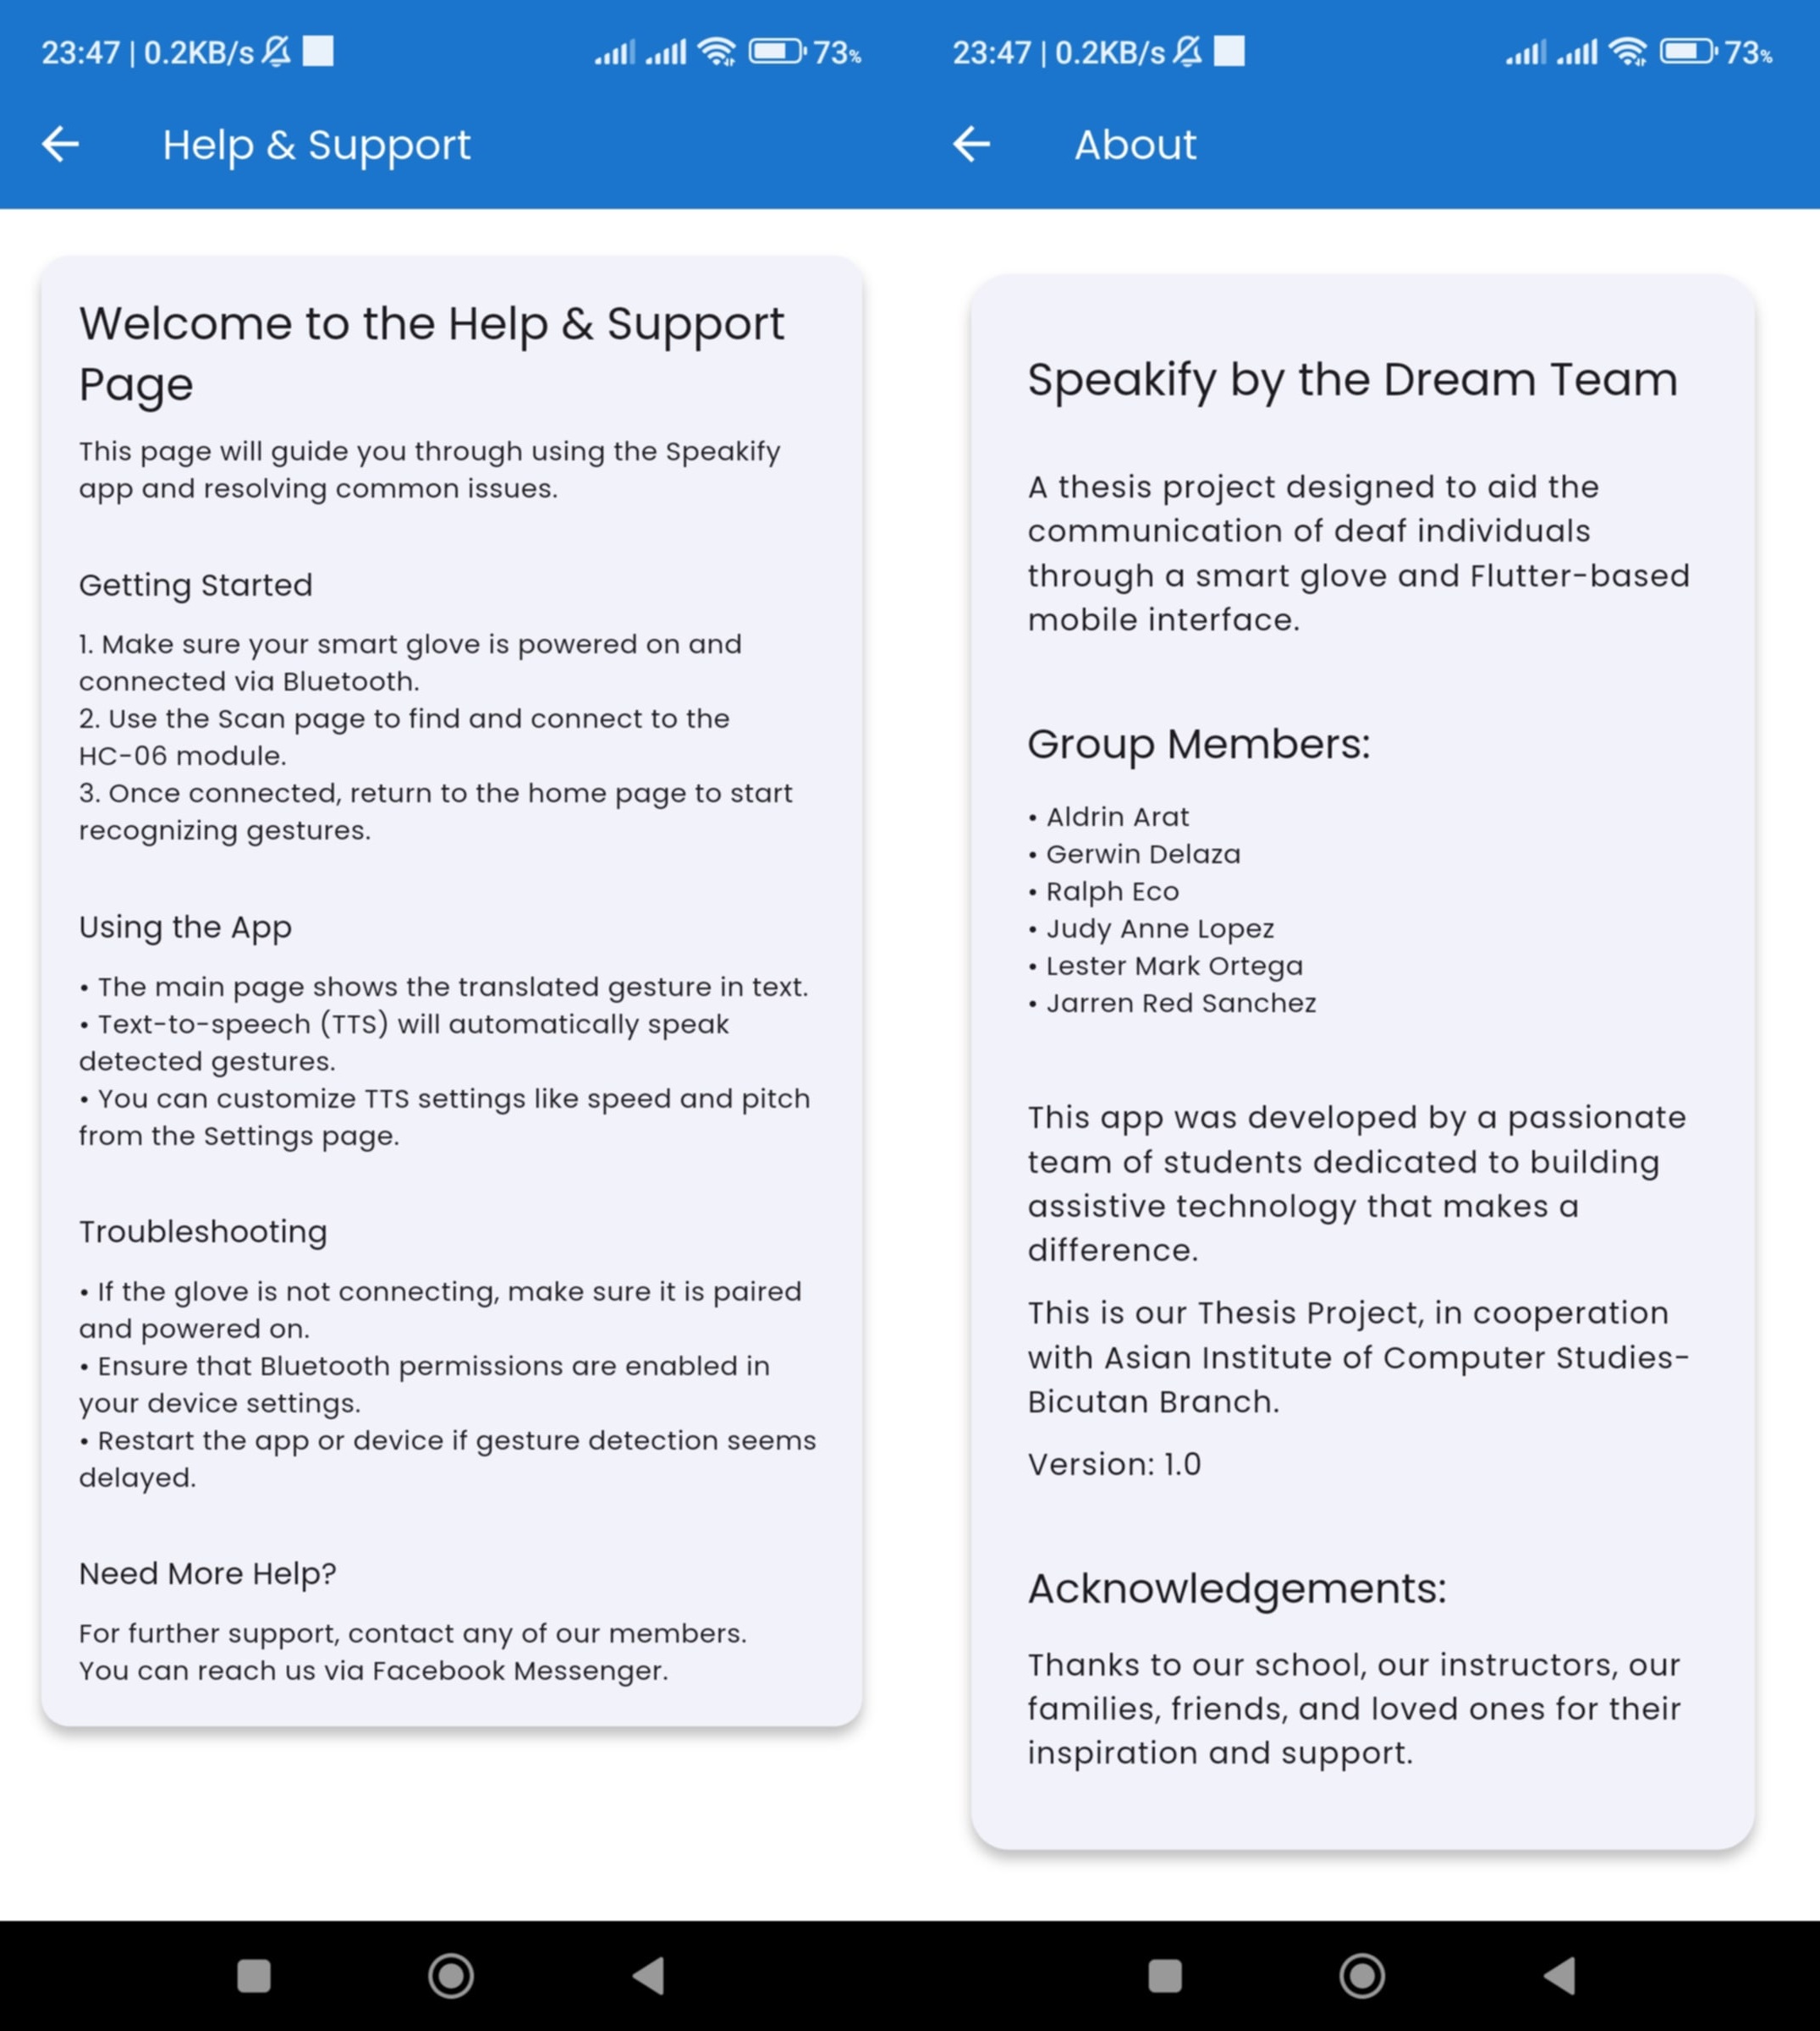 23:47 | 0.2KB/s
73%
Help & Support
Welcome to the Help & Support
Page
This page will guide you through using the Speakify
app and resolving common issues.
Getting Started
1. Make sure your smart glove is powered on and
connected via Bluetooth.
2. Use the Scan page to find and connect to the
HC-06 module.
3. Once connected, return to the home page to start
recognizing gestures.
Using the App
• The main page shows the translated gesture in text.
• Text-to-speech (TTS) will automatically speak
detected gestures.
• You can customize TTS settings like speed and pitch
from the Settings page.
Troubleshooting
• If the glove is not connecting, make sure it is paired
and powered on.
• Ensure that Bluetooth permissions are enabled in
your device settings.
• Restart the app or device if gesture detection seems
delayed.
Need More Help?
For further support, contact any of our members.
You can reach us via Facebook Messenger.
23:47 | 0.2KB/s
73%
About
Speakify by the Dream Team
A thesis project designed to aid the
communication of deaf individuals
through a smart glove and Flutter-based
mobile interface.
Group Members:
• Aldrin Arat
• Gerwin Delaza
• Ralph Eco
• Judy Anne Lopez
• Lester Mark Ortega
• Jarren Red Sanchez
This app was developed by a passionate
team of students dedicated to building
assistive technology that makes a
difference.
This is our Thesis Project, in cooperation
with Asian Institute of Computer Studies-
Bicutan Branch.
Version: 1.0
Acknowledgements:
Thanks to our school, our instructors, our
families, friends, and loved ones for their
inspiration and support.